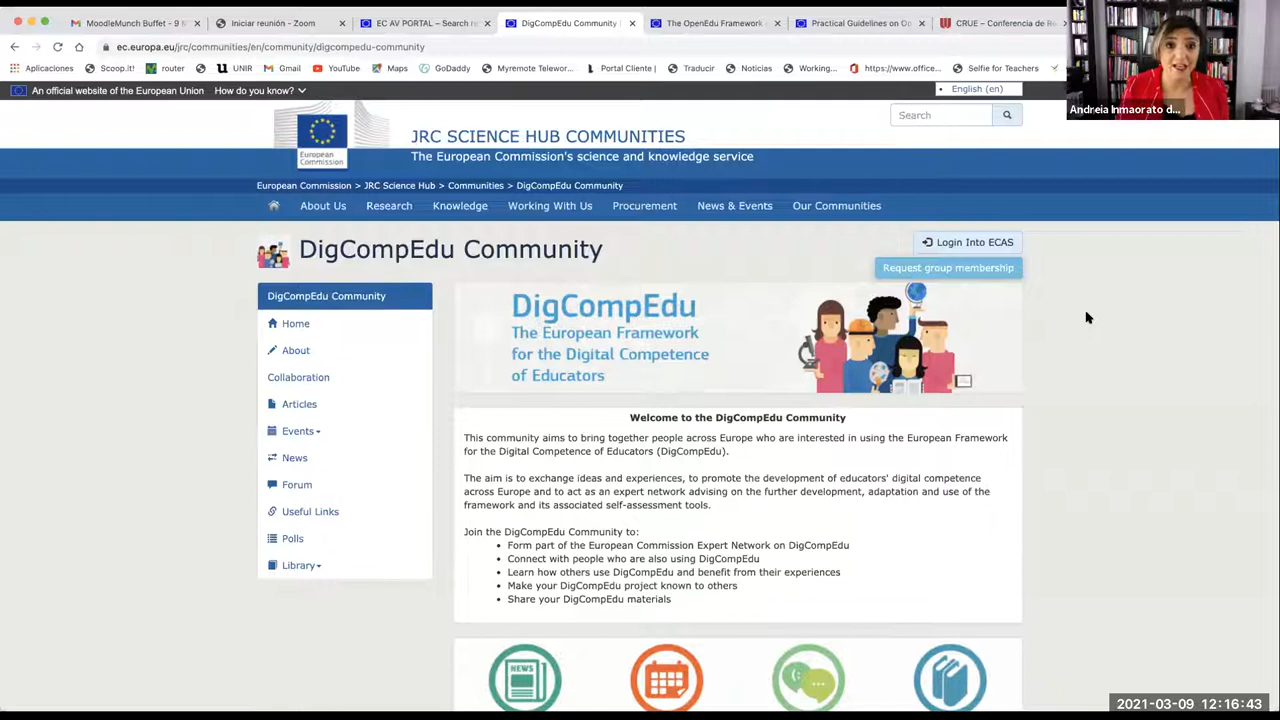 MoodleMunch Buffet - 9 M
Iniciar reunión - Zoom
EC AV PORTAL – Search re
DigCompEdu Community
The OpenEdu Framework
Practical Guidelines on Op
CRUE – Conferencia de Re
ec.europa.eu/jrc/communities/en/community/digcompedu-community
Aplicaciones
Scoop.it!
router
UNIR
Gmail
YouTube
Maps
GoDaddy
Myremote Telewor...
Portal Cliente |
Traducir
Noticias
Working...
https://www.office...
Selfie for Teachers
An official website of the European Union How do you know?
English (en)
Andreia Inmaorato d...
European
Commission
JRC SCIENCE HUB COMMUNITIES
The European Commission's science and knowledge service
Search
European Commission > JRC Science Hub > Communities > DigCompEdu Community
About Us Research Knowledge Working With Us Procurement News & Events Our Communities
DigCompEdu Community
Login Into ECAS
Request group membership
DigCompEdu Community
Home
About
Collaboration
Articles
Events
News
Forum
Useful Links
Polls
Library
DigCompEdu
The European Framework
for the Digital Competence
of Educators
Welcome to the DigCompEdu Community
This community aims to bring together people across Europe who are interested in using the European Framework
for the Digital Competence of Educators (DigCompEdu).
The aim is to exchange ideas and experiences, to promote the development of educators' digital competence
across Europe and to act as an expert network advising on the further development, adaptation and use of the
framework and its associated self-assessment tools.
Join the DigCompEdu Community to:
• Form part of the European Commission Expert Network on DigCompEdu
• Connect with people who are also using DigCompEdu
• Learn how others use DigCompEdu and benefit from their experiences
• Make your DigCompEdu project known to others
• Share your DigCompEdu materials
NEWS
2021-03-09 12:16:43